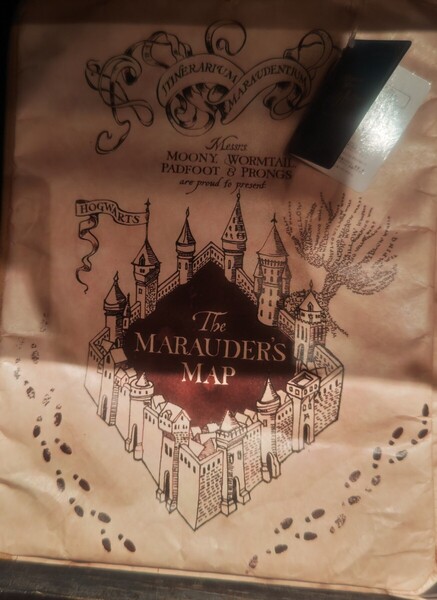 ITINERARIUM
MARAUDENTIUM
Messrs
MOONY, WORMTAIL
PADFOOT & PRONGS
are proud to present
HOGWARTS
The
MARAUDER'S
MAP